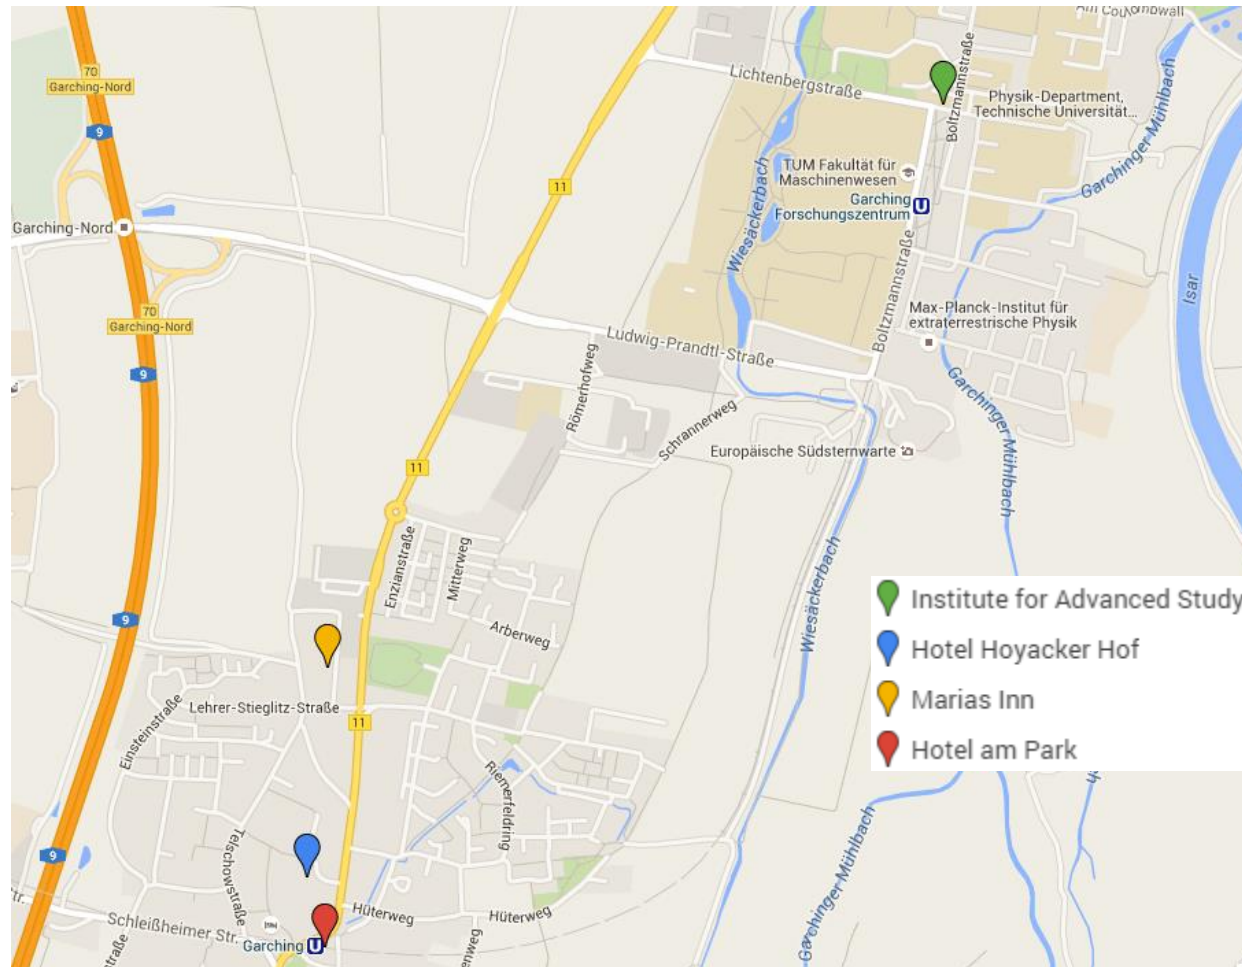 Am Coulombwall
70
Garching-Nord
9
Lichtenbergstraße
Boltzmannstraße
Physik-Department,
Technische Universität...
Garchinger Mühlbach
TUM Fakultät für
Maschinenwesen
11
Garching
Forschungszentrum
U
Wiesäckerbach
Garching-Nord
Boltzmannstraße
Isar
70
Garching-Nord
Max-Planck-Institut für
extraterrestrische Physik
Ludwig-Prandtl-Straße
9
Römerhofweg
Garchinger Mühlbach
Schrannerweg
Europäische Südsternwarte
11
Enzianstraße
Mitterweg
Wiesäckerbach
9
Arberweg
Institute for Advanced Study
Hotel Hoyacker Hof
Marias Inn
Hotel am Park
Lehrer-Stieglitz-Straße
11
Einsteinstraße
Riemerfeldring
Telschowstraße
9
Garchinger Mühlbach
Str.
Schleißheimer Str.
Hüterweg
Hüterweg
Garching
U